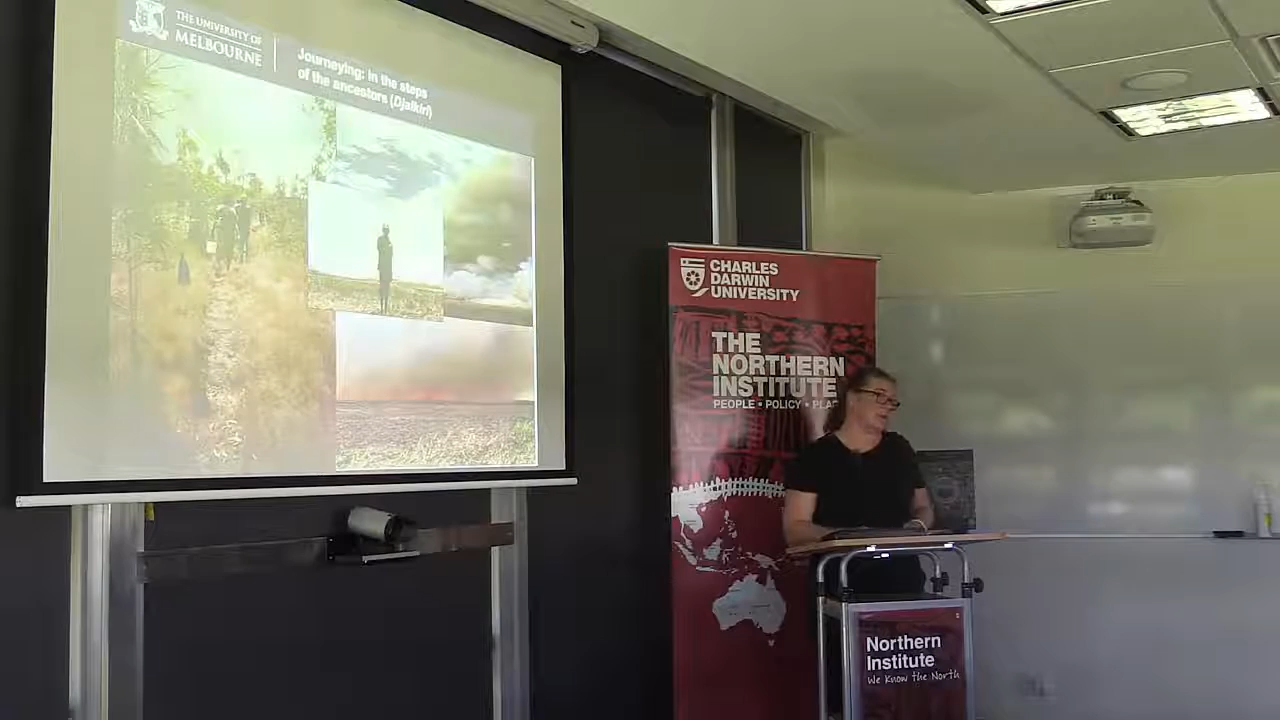 THE UNIVERSITY OF
MELBOURNE
Journeying: in the steps
of the ancestors (Djalkiri)
CHARLES
DARWIN
UNIVERSITY
THE
NORTHERN
INSTITUTE
PEOPLE • POLICY • PLA
Northern
Institute
We Know the North